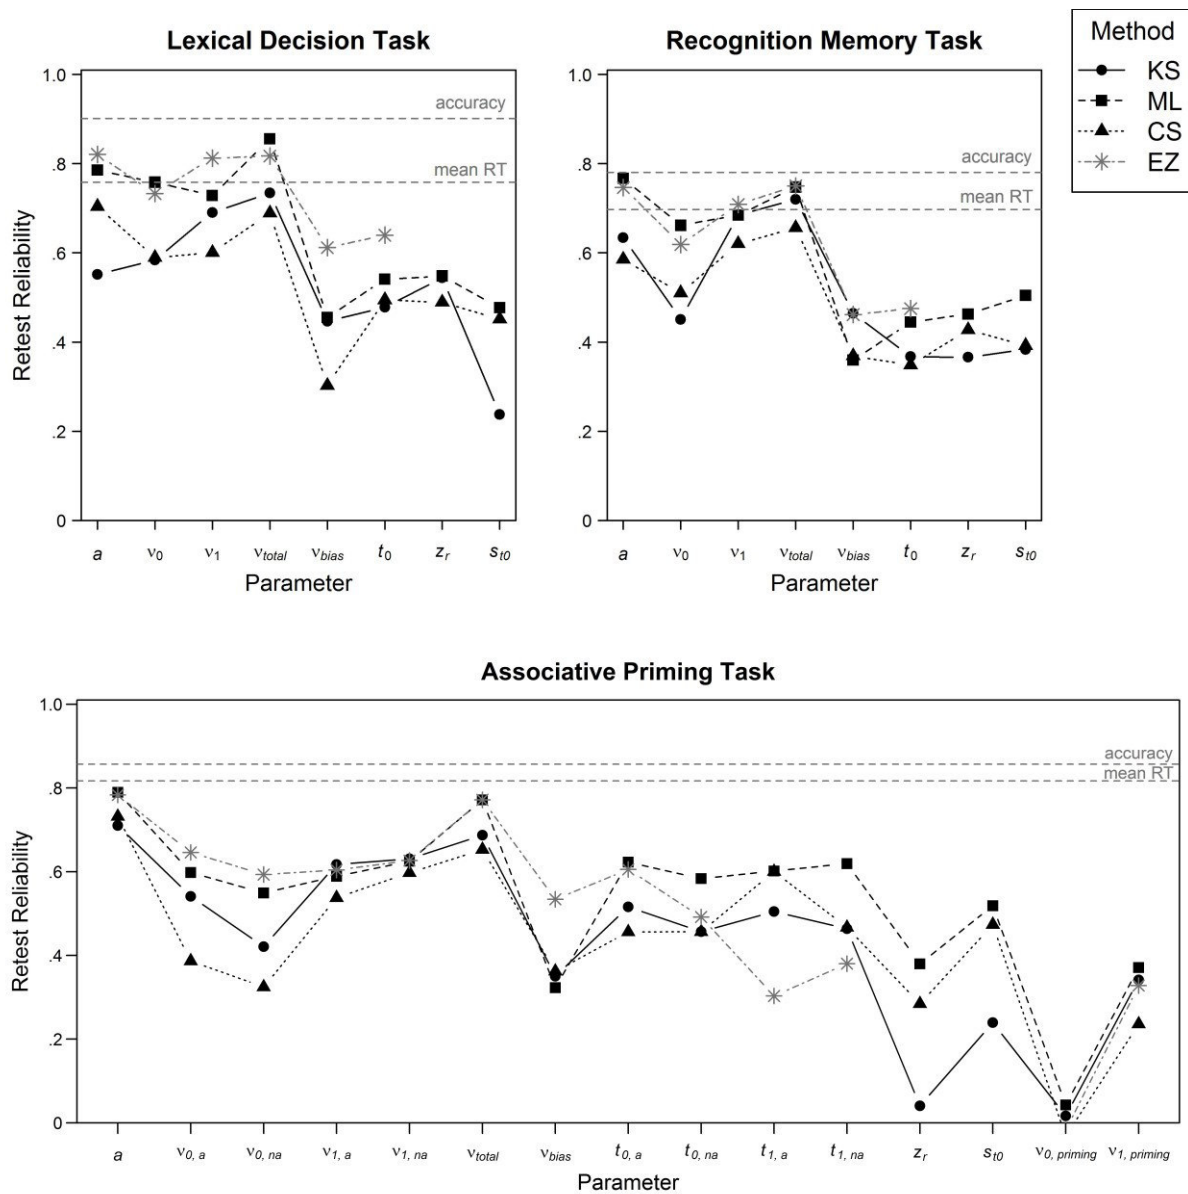 Lexical Decision Task
Recognition Memory Task
Method
KS
ML
CS
EZ
Retest Reliability
1.0
.8
.6
.4
.2
0
accuracy
mean RT
a ν0 ν1 νtotal νbias t0 zr st0
Parameter
Retest Reliability
1.0
.8
.6
.4
.2
0
accuracy
mean RT
a ν0 ν1 νtotal νbias t0 zr st0
Parameter
Associative Priming Task
Retest Reliability
1.0
.8
.6
.4
.2
0
accuracy
mean RT
a ν0, a ν0, na ν1, a ν1, na νtotal νbias t0, a t0, na t1, a t1, na zr st0 ν0, priming ν1, priming
Parameter